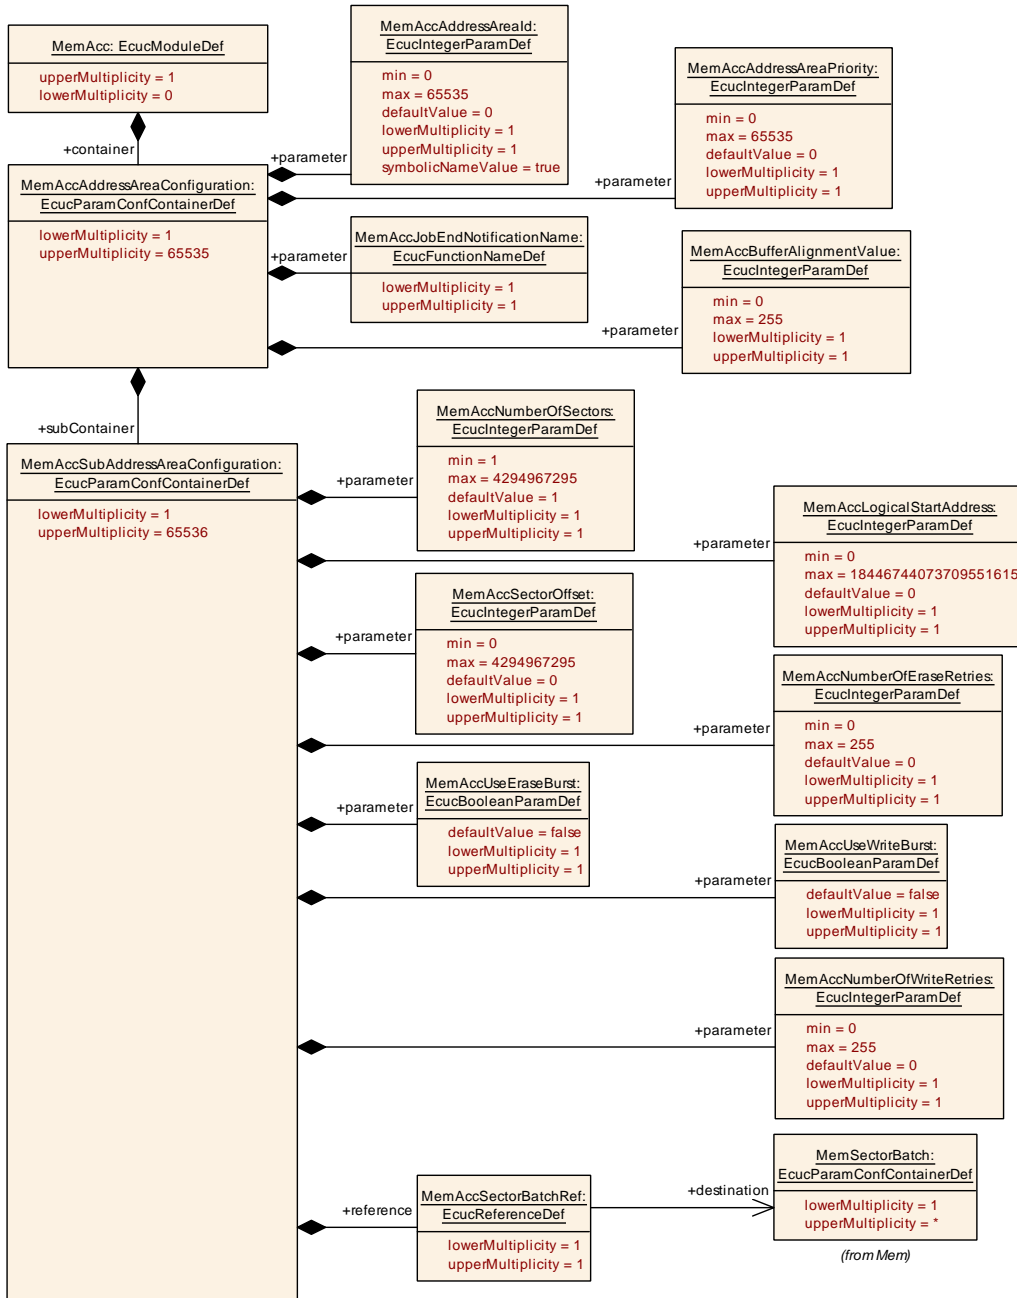 MemAcc: EcucModuleDef
upperMultiplicity = 1
lowerMultiplicity = 0
+container
MemAccAddressAreaId:
EcucIntegerParamDef
min = 0
max = 65535
defaultValue = 0
lowerMultiplicity = 1
upperMultiplicity = 1
symbolicNameValue = true
+parameter
MemAccAddressAreaPriority:
EcucIntegerParamDef
min = 0
max = 65535
defaultValue = 0
lowerMultiplicity = 1
upperMultiplicity = 1
+parameter
MemAccAddressAreaConfiguration:
EcucParamConfContainerDef
lowerMultiplicity = 1
upperMultiplicity = 65535
+parameter
MemAccJobEndNotificationName:
EcucFunctionNameDef
lowerMultiplicity = 1
upperMultiplicity = 1
MemAccBufferAlignmentValue:
EcucIntegerParamDef
min = 0
max = 255
lowerMultiplicity = 1
upperMultiplicity = 1
+parameter
+subContainer
MemAccSubAddressAreaConfiguration:
EcucParamConfContainerDef
lowerMultiplicity = 1
upperMultiplicity = 65536
+parameter
MemAccNumberOfSectors:
EcucIntegerParamDef
min = 1
max = 4294967295
defaultValue = 1
lowerMultiplicity = 1
upperMultiplicity = 1
+parameter
MemAccLogicalStartAddress:
EcucIntegerParamDef
min = 0
max = 18446744073709551615
defaultValue = 0
lowerMultiplicity = 1
upperMultiplicity = 1
+parameter
MemAccSectorOffset:
EcucIntegerParamDef
min = 0
max = 4294967295
defaultValue = 0
lowerMultiplicity = 1
upperMultiplicity = 1
+parameter
MemAccNumberOfEraseRetries:
EcucIntegerParamDef
min = 0
max = 255
defaultValue = 0
lowerMultiplicity = 1
upperMultiplicity = 1
+parameter
MemAccUseEraseBurst:
EcucBooleanParamDef
defaultValue = false
lowerMultiplicity = 1
upperMultiplicity = 1
+parameter
MemAccUseWriteBurst:
EcucBooleanParamDef
defaultValue = false
lowerMultiplicity = 1
upperMultiplicity = 1
+parameter
MemAccNumberOfWriteRetries:
EcucIntegerParamDef
min = 0
max = 255
defaultValue = 0
lowerMultiplicity = 1
upperMultiplicity = 1
+reference
MemAccSectorBatchRef:
EcucReferenceDef
lowerMultiplicity = 1
upperMultiplicity = 1
+destination
MemSectorBatch:
EcucParamConfContainerDef
lowerMultiplicity = 1
upperMultiplicity = *
(from Mem)